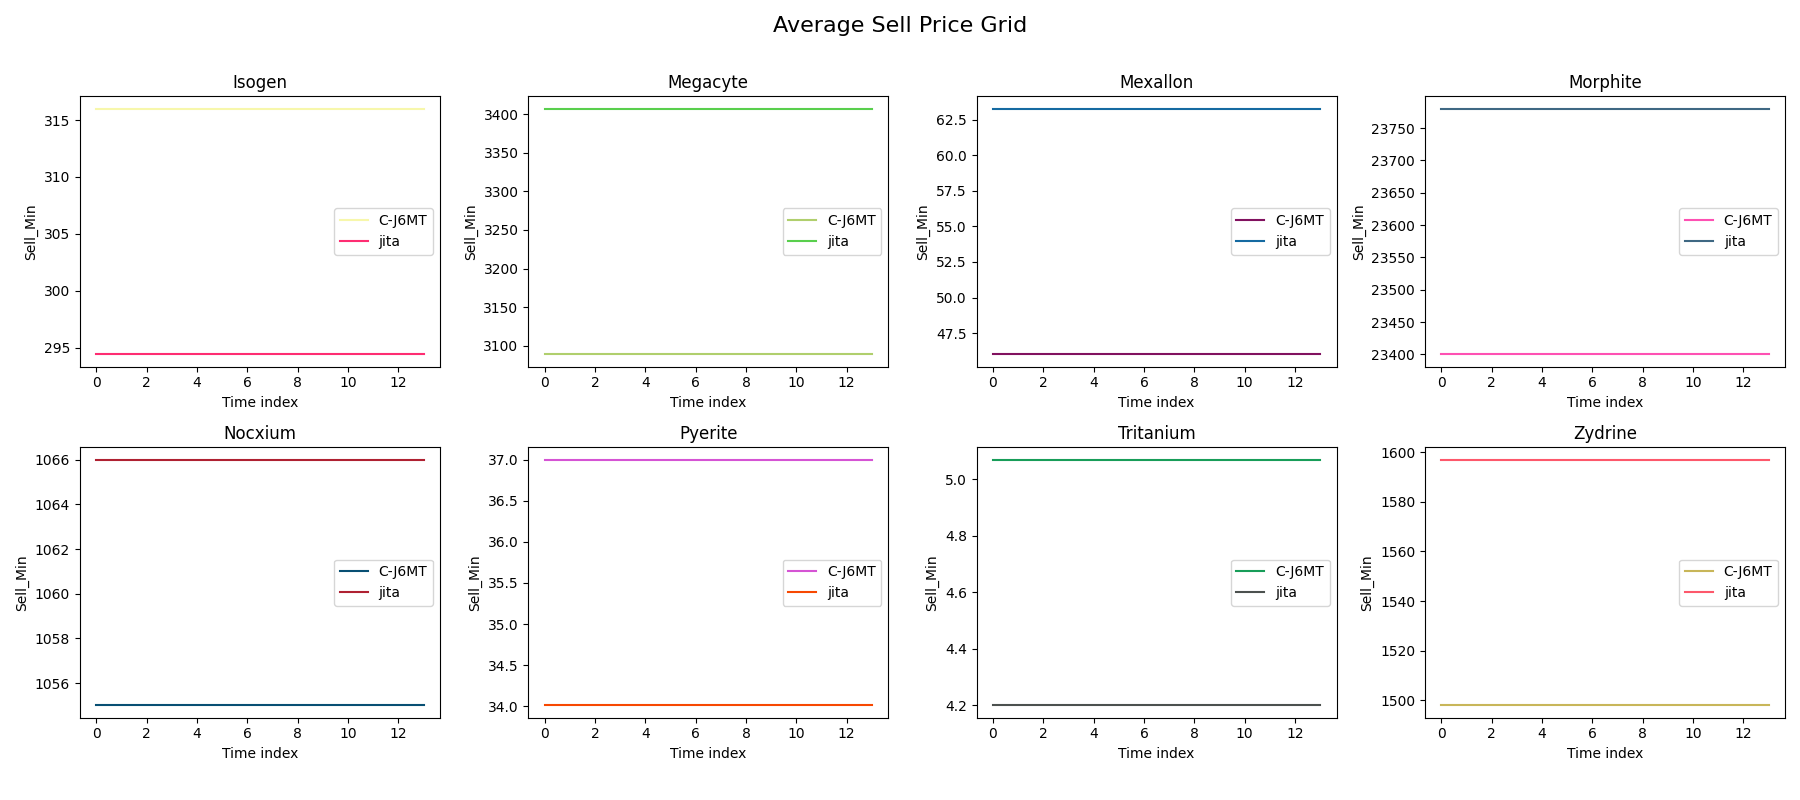 Average Sell Price Grid
Isogen
Sell_Min
315
310
305
300
295
C-J6MT
jita
0 2 4 6 8 10 12
Time index
Megacyte
Sell_Min
3400
3350
3300
3250
3200
3150
3100
C-J6MT
jita
0 2 4 6 8 10 12
Time index
Mexallon
Sell_Min
62.5
60.0
57.5
55.0
52.5
50.0
47.5
C-J6MT
jita
0 2 4 6 8 10 12
Time index
Morphite
Sell_Min
23750
23700
23650
23600
23550
23500
23450
23400
C-J6MT
jita
0 2 4 6 8 10 12
Time index
Nocxium
Sell_Min
1066
1064
1062
1060
1058
1056
C-J6MT
jita
0 2 4 6 8 10 12
Time index
Pyerite
Sell_Min
37.0
36.5
36.0
35.5
35.0
34.5
34.0
C-J6MT
jita
0 2 4 6 8 10 12
Time index
Tritanium
Sell_Min
5.0
4.8
4.6
4.4
4.2
C-J6MT
jita
0 2 4 6 8 10 12
Time index
Zydrine
Sell_Min
1600
1580
1560
1540
1520
1500
C-J6MT
jita
0 2 4 6 8 10 12
Time index